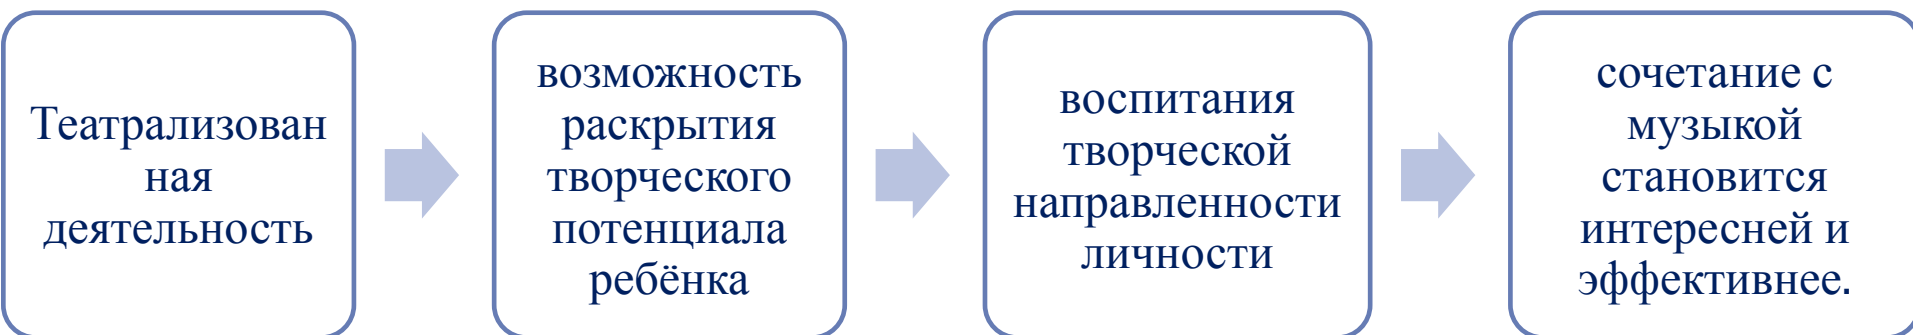 Театрализован
ная
деятельность
возможность
раскрытия
творческого
потенциала
ребёнка
воспитания
творческой
направленности
личности
сочетание с
музыкой
становится
интересней и
эффективнее.